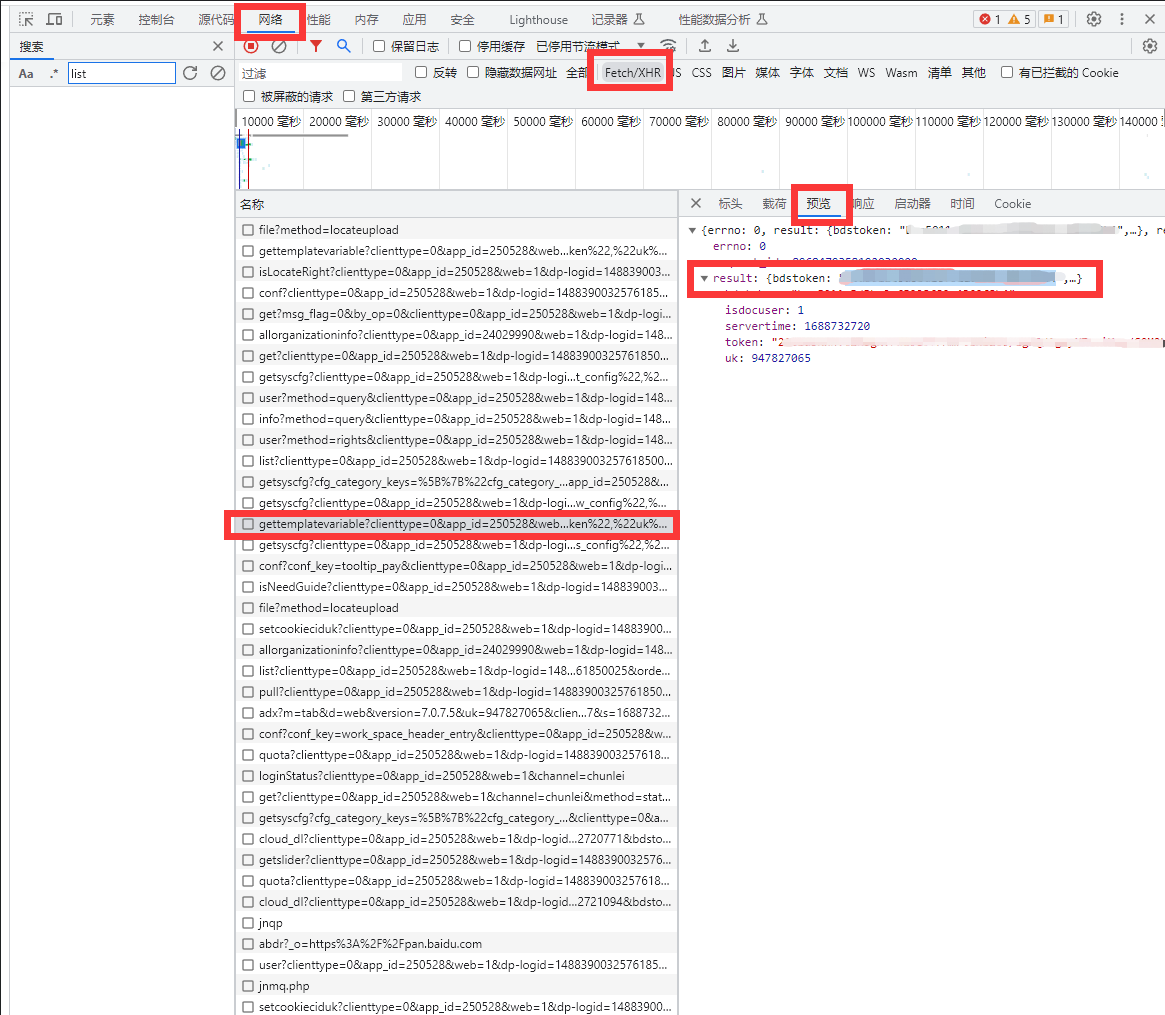 元素 控制台 源代码 网络 性能 内存 应用 安全 Lighthouse 记录器 性能数据分析 1 5 1
搜索
保留日志 停用缓存 已停用节流模式
Aa .* list
过滤 反转 隐藏数据网址 全部 Fetch/XHR JS CSS 图片 媒体 字体 文档 WS Wasm 清单 其他 有已拦截的 Cookie
被屏蔽的请求 第三方请求
10000 毫秒 20000 毫秒 30000 毫秒 40000 毫秒 50000 毫秒 60000 毫秒 70000 毫秒 80000 毫秒 90000 毫秒 100000 毫秒 110000 毫秒 120000 毫秒 130000 毫秒 140000
名称
标头 载荷 预览 响应 启动器 时间 Cookie
file?method=locateupload
gettemplatevariable?clienttype=0&app_id=250528&web…ken%22,%22uk%…
isLocateRight?clienttype=0&app_id=250528&web=1&dp-logid=148839003…
conf?clienttype=0&app_id=250528&web=1&dp-logid=1488390032576185…
get?msg_flag=0&by_op=0&clienttype=0&app_id=250528&web=1&dp-logi…
allorganizationinfo?clienttype=0&app_id=24029990&web=1&dp-logid=148…
get?clienttype=0&app_id=250528&web=1&dp-logid=14883900325761850…
getsyscfg?clienttype=0&app_id=250528&web=1&dp-logi…t_config%22,%2…
user?method=query&clienttype=0&app_id=250528&web=1&dp-logid=148…
info?method=query&clienttype=0&app_id=250528&web=1&dp-logid=148…
user?method=rights&clienttype=0&app_id=250528&web=1&dp-logid=148…
list?clienttype=0&app_id=250528&web=1&dp-logid=148839003257618500…
getsyscfg?cfg_category_keys=%5B%7B%22cfg_category_…app_id=250528&…
getsyscfg?clienttype=0&app_id=250528&web=1&dp-logi…w_config%22,%…
gettemplatevariable?clienttype=0&app_id=250528&web…ken%22,%22uk%…
getsyscfg?clienttype=0&app_id=250528&web=1&dp-logi…s_config%22,%2…
conf?conf_key=tooltip_pay&clienttype=0&app_id=250528&web=1&dp-logi…
isNeedGuide?clienttype=0&app_id=250528&web=1&dp-logid=148839003…
file?method=locateupload
setcookieciduk?clienttype=0&app_id=250528&web=1&dp-logid=14883900…
allorganizationinfo?clienttype=0&app_id=24029990&web=1&dp-logid=148…
list?clienttype=0&app_id=250528&web=1&dp-logid=148…61850025&orde…
pull?clienttype=0&app_id=250528&web=1&dp-logid=14883900325761850…
adx?m=tab&d=web&version=7.0.7.5&uk=947827065&clien…7&s=1688732…
conf?conf_key=work_space_header_entry&clienttype=0&app_id=250528&w…
quota?clienttype=0&app_id=250528&web=1&dp-logid=148839003257618…
loginStatus?clienttype=0&app_id=250528&web=1&channel=chunlei
get?clienttype=0&app_id=250528&web=1&channel=chunlei&method=stat…
getsyscfg?cfg_category_keys=%5B%7B%22cfg_category_…&clienttype=0&a…
cloud_dl?clienttype=0&app_id=250528&web=1&dp-logid…2720771&bdsto…
getslider?clienttype=0&app_id=250528&web=1&dp-logid=1488390032576…
quota?clienttype=0&app_id=250528&web=1&dp-logid=148839003257618…
cloud_dl?clienttype=0&app_id=250528&web=1&dp-logid…2721094&bdsto…
jnqp
abdr?_o=https%3A%2F%2Fpan.baidu.com
user?clienttype=0&app_id=250528&web=1&dp-logid=1488390032576185…
jnmq.php
setcookieciduk?clienttype=0&app_id=250528&web=1&dp-logid=14883900…
{errno: 0, result: {bdstoken: " ",…}, re
errno: 0
result: {bdstoken: " ",…}
isdocuser: 1
servertime: 1688732720
token: "2
uk: 947827065